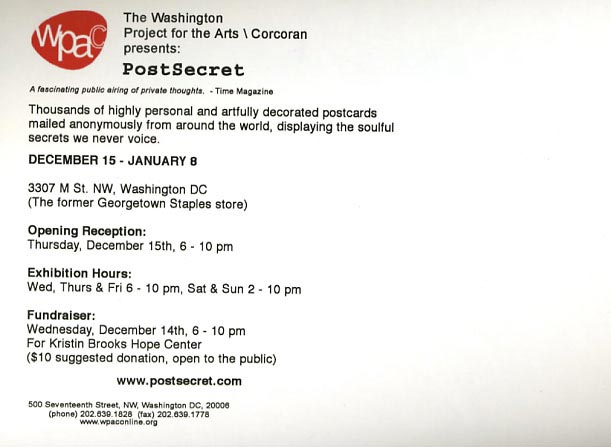 wpac
The Washington
Project for the Arts \ Corcoran
presents:
PostSecret
A fascinating public airing of private thoughts. - Time Magazine
Thousands of highly personal and artfully decorated postcards
mailed anonymously from around the world, displaying the soulful
secrets we never voice.
DECEMBER 15 - JANUARY 8
3307 M St. NW, Washington DC
(The former Georgetown Staples store)
Opening Reception:
Thursday, December 15th, 6 - 10 pm
Exhibition Hours:
Wed, Thurs & Fri 6 - 10 pm, Sat & Sun 2 - 10 pm
Fundraiser:
Wednesday, December 14th, 6 - 10 pm
For Kristin Brooks Hope Center
($10 suggested donation, open to the public)
www.postsecret.com
500 Seventeenth Street, NW, Washington DC, 20006
(phone) 202.639.1828 (fax) 202.639.1778
www.wpaconline.org